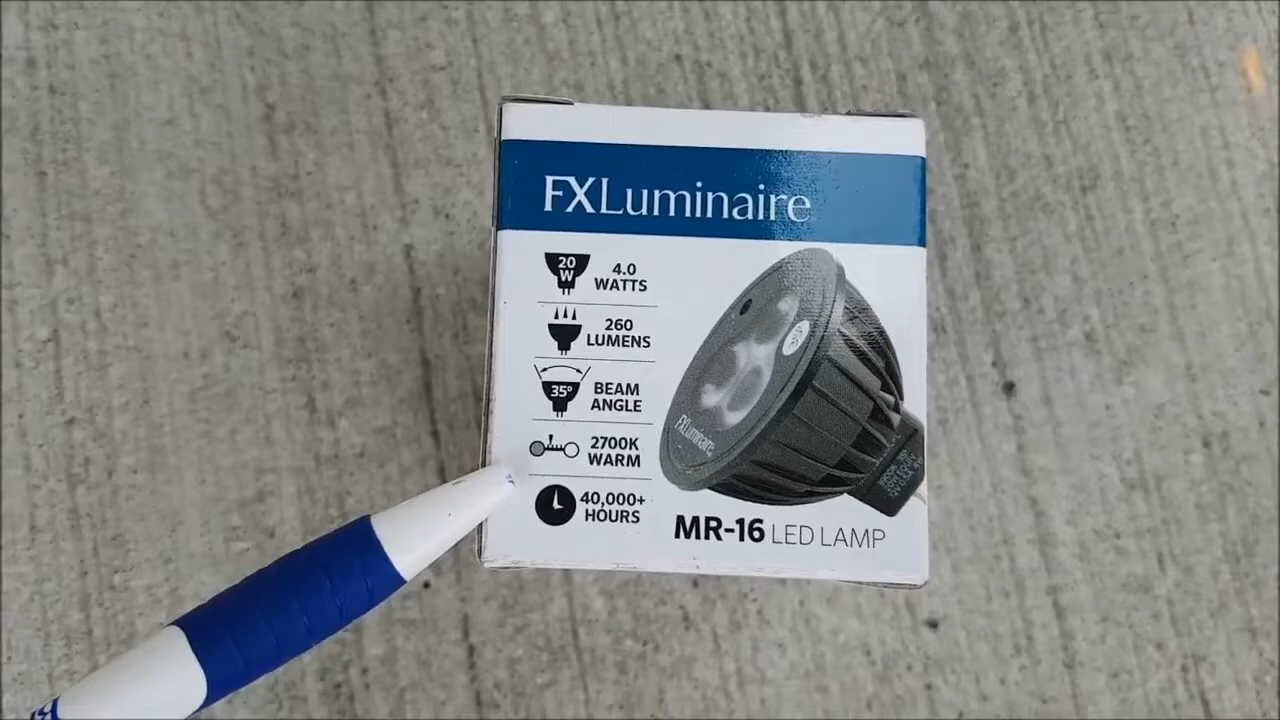 FXLuminaire
20
W
4.0
WATTS
260
LUMENS
35°
BEAM
ANGLE
2700K
WARM
40,000+
HOURS
FXLuminaire
MR-16 LED LAMP